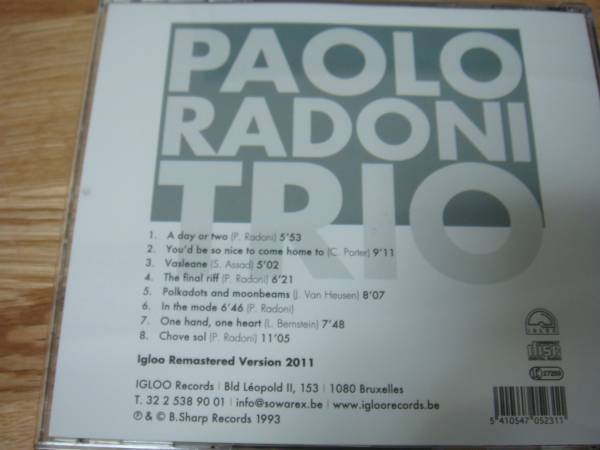 PAOLO
RADONI
TRIO
1. A day or two (P. Radoni) 5'53
2. You'd be so nice to come home to (C. Porter) 9'11
3. Vasleane (S. Assad) 5'02
4. The final riff (P. Radoni) 6'21
5. Polkadots and moonbeams (J. Van Heusen) 8'07
6. In the mode 6'46 (P. Radoni)
7. One hand, one heart (L. Bernstein) 7'48
8. Chove sol (P. Radoni) 11'05
Igloo Remastered Version 2011
IGLOO Records | Bld Léopold II, 153 | 1080 Bruxelles
T. 32 2 538 90 01 | info@sowarex.be | www.igloorecords.be
℗ & © B.Sharp Records 1993
IGLOO
disc
5 410547 052311